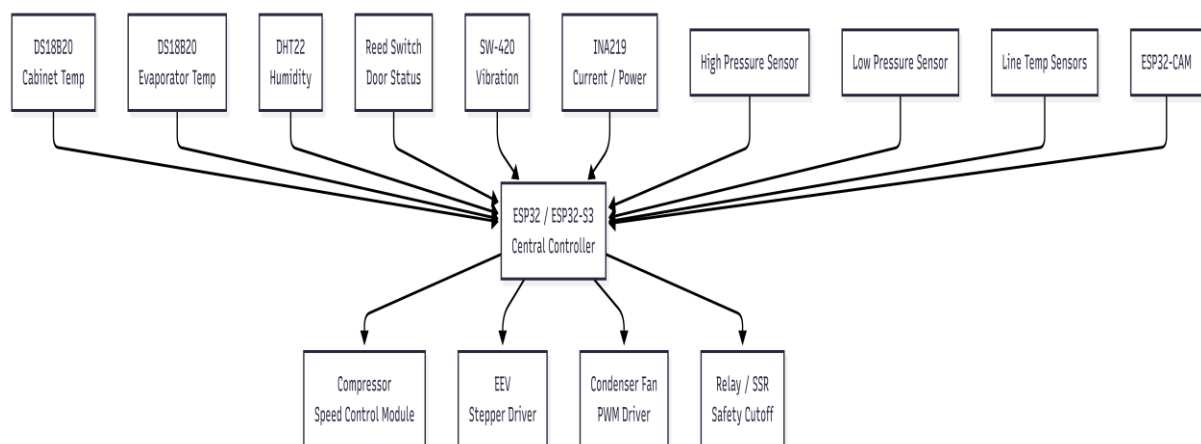 DS18B20
Cabinet Temp
DS18B20
Evaporator Temp
DHT22
Humidity
Reed Switch
Door Status
SW-420
Vibration
INA219
Current / Power
High Pressure Sensor
Low Pressure Sensor
Line Temp Sensors
ESP32-CAM
ESP32 / ESP32-S3
Central Controller
Compressor
Speed Control Module
EEV
Stepper Driver
Condenser Fan
PWM Driver
Relay / SSR
Safety Cutoff